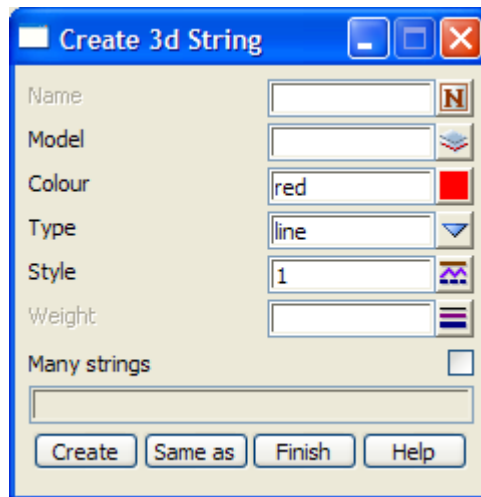 Create 3d String
Name N
Model
Colour red
Type line
Style 1
Weight
Many strings
Create Same as Finish Help